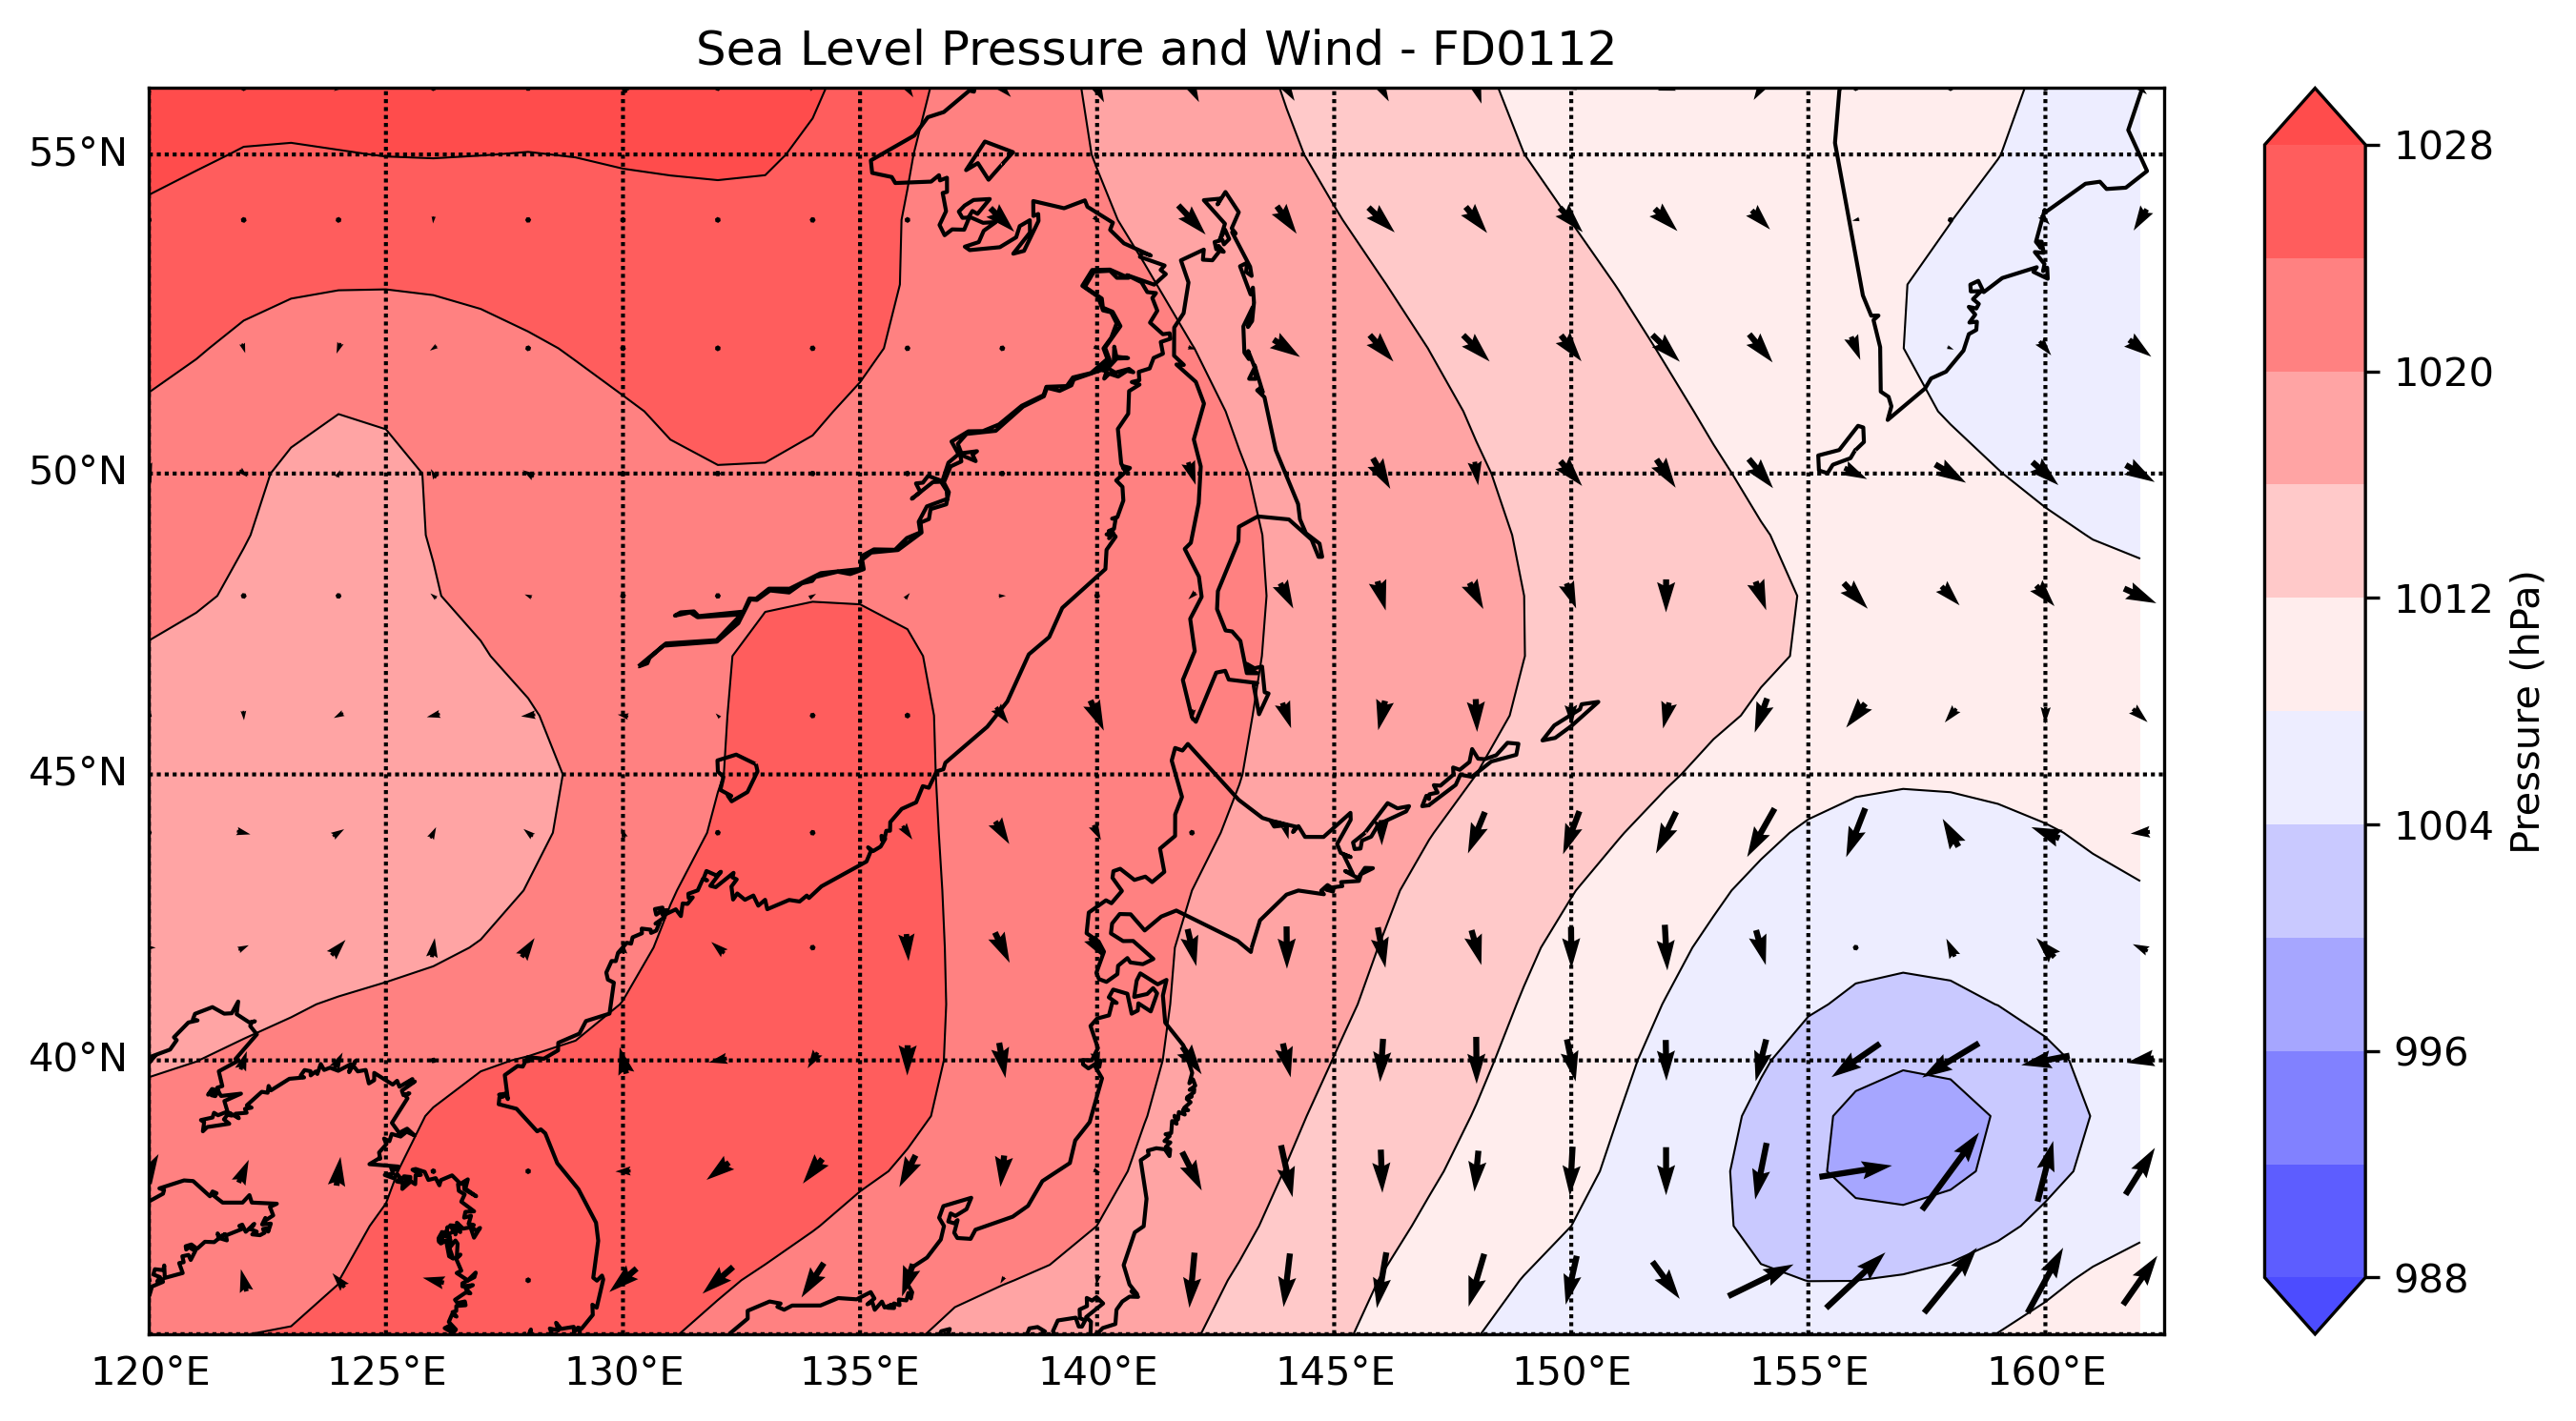 Sea Level Pressure and Wind - FD0112
55°N
50°N
45°N
40°N
120°E 125°E 130°E 135°E 140°E 145°E 150°E 155°E 160°E
1028
1020
1012
1004
996
988
Pressure (hPa)